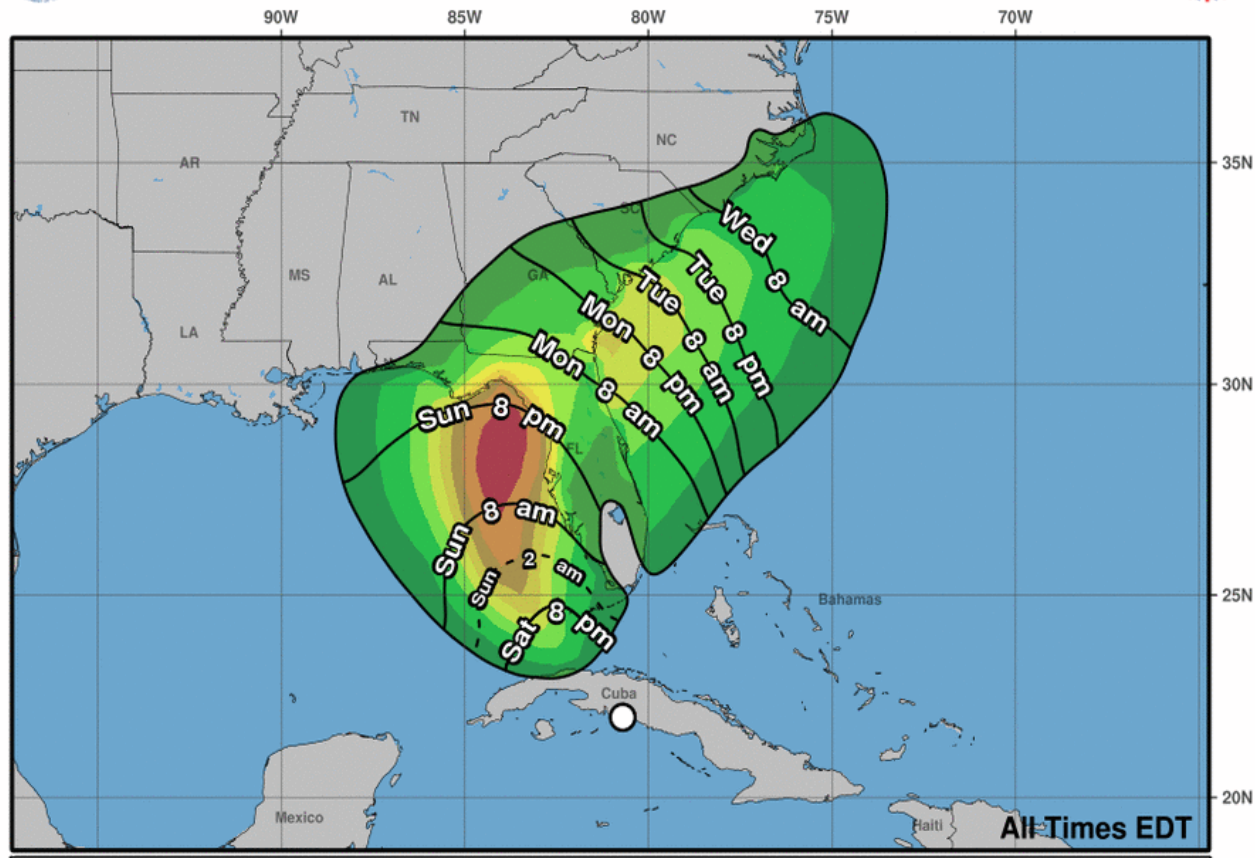 90W 85W 80W 75W 70W
TN
NC
AR
35N
SC
Wed 8 am
MS
AL
GA
Tue 8 pm
Tue 8 am
LA
Mon 8 pm
Mon 8 am
30N
Sun 8 pm
FL
Sun 8 am
Sun 2 am
25N
Bahamas
Sat 8 pm
Cuba
20N
Mexico
Haiti
All Times EDT